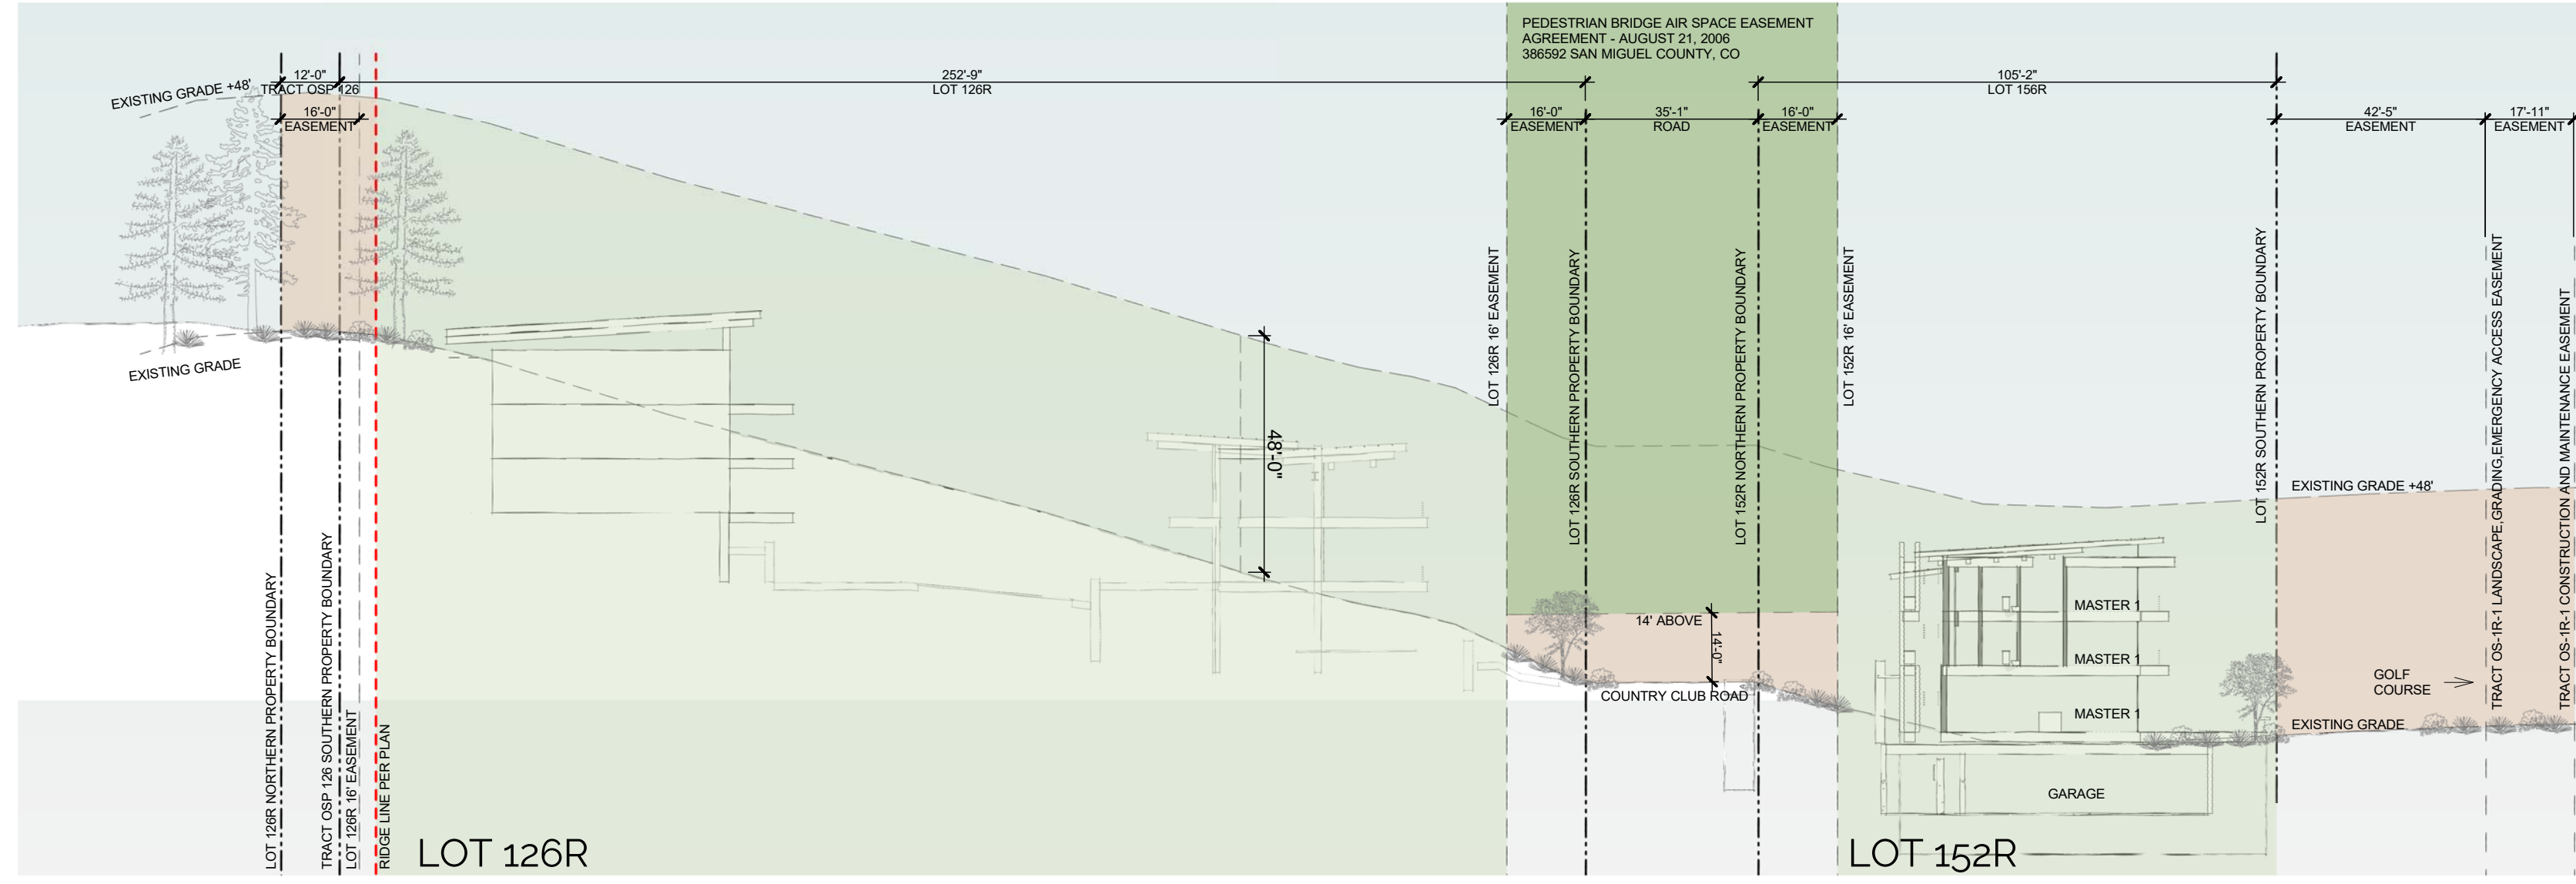 PEDESTRIAN BRIDGE AIR SPACE EASEMENT
AGREEMENT - AUGUST 21, 2006
386592 SAN MIGUEL COUNTY, CO
EXISTING GRADE +48'
12'-0"
TRACT OSP 126
252'-9"
LOT 126R
105'-2"
LOT 156R
16'-0"
EASEMENT
16'-0"
EASEMENT
35'-1"
ROAD
16'-0"
EASEMENT
42'-5"
EASEMENT
17'-11"
EASEMENT
EXISTING GRADE
LOT 126R NORTHERN PROPERTY BOUNDARY
TRACT OSP 126 SOUTHERN PROPERTY BOUNDARY
LOT 126R 16' EASEMENT
RIDGE LINE PER PLAN
48'-0"
LOT 126R 16' EASEMENT
LOT 126R SOUTHERN PROPERTY BOUNDARY
LOT 152R NORTHERN PROPERTY BOUNDARY
LOT 152R 16' EASEMENT
LOT 152R SOUTHERN PROPERTY BOUNDARY
TRACT OS-1R-1 LANDSCAPE,GRADING,EMERGENCY ACCESS EASEMENT
TRACT OS-1R-1 CONSTRUCTION AND MAINTENANCE EASEMENT
EXISTING GRADE +48'
14' ABOVE
14'-0"
COUNTRY CLUB ROAD
MASTER 1
MASTER 1
MASTER 1
GOLF
COURSE
EXISTING GRADE
GARAGE
LOT 126R
LOT 152R